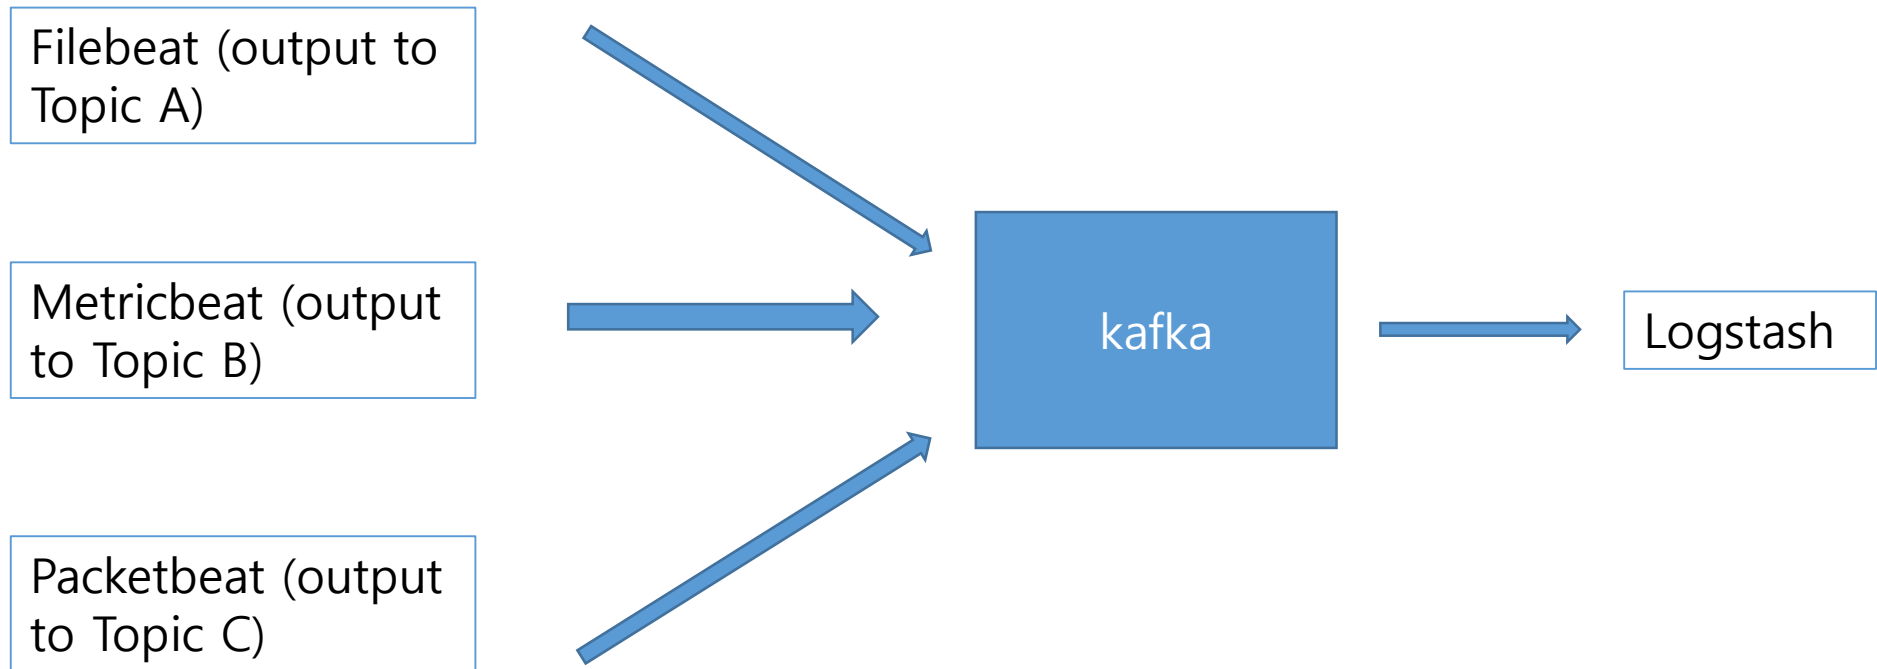 Filebeat (output to
Topic A)
Metricbeat (output
to Topic B)
kafka
Logstash
Packetbeat (output
to Topic C)